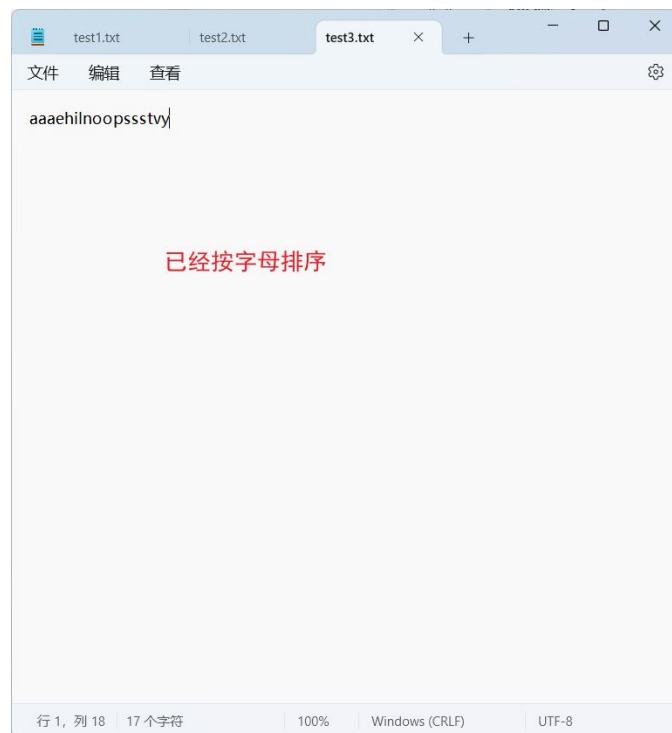 test1.txt test2.txt test3.txt
文件 编辑 查看
aaaehilnoopssstvy
已经按字母排序
行 1，列 18 17 个字符 100% Windows (CRLF) UTF-8